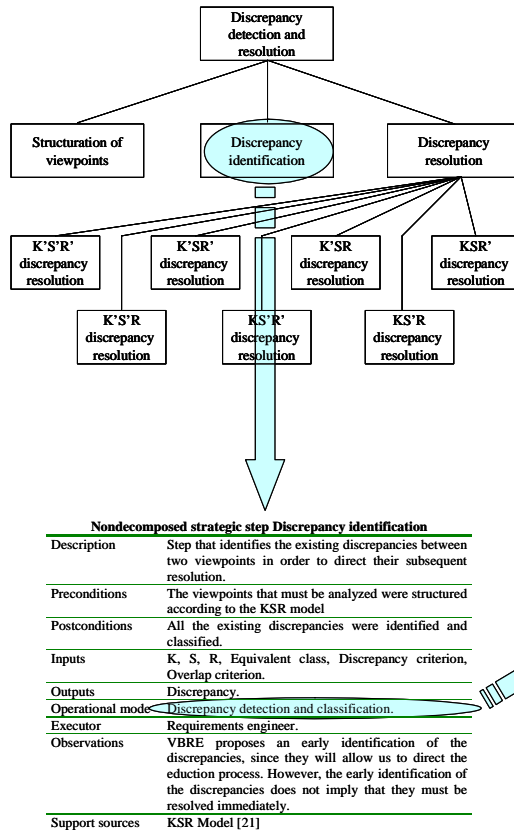 Discrepancy
detection and
resolution
Structuration of
viewpoints
Discrepancy
identification
Discrepancy
resolution
K'S'R'
discrepancy
resolution
K'SR'
discrepancy
resolution
K'SR
discrepancy
resolution
KSR'
discrepancy
resolution
K'S'R
discrepancy
resolution
KS'R'
discrepancy
resolution
KS'R
discrepancy
resolution
Nondecomposed strategic step Discrepancy identification
Description Step that identifies the existing discrepancies between
two viewpoints in order to direct their subsequent
resolution.
Preconditions The viewpoints that must be analyzed were structured
according to the KSR model
Postconditions All the existing discrepancies were identified and
classified.
Inputs K, S, R, Equivalent class, Discrepancy criterion,
Overlap criterion.
Outputs Discrepancy.
Operational mode Discrepancy detection and classification.
Executor Requirements engineer.
Observations VBRE proposes an early identification of the
discrepancies, since they will allow us to direct the
eduction process. However, the early identification of
the discrepancies does not imply that they must be
resolved immediately.
Support sources KSR Model [21]